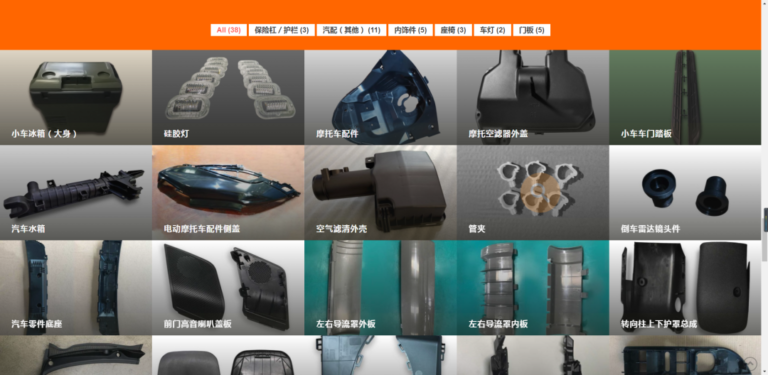 All (38)
保险杠 / 护栏 (3)
汽配 ( 其他 ) (11)
内饰件 (5)
座椅 (3)
车灯 (2)
门板 (5)
小车冰箱 ( 大身 )
硅胶灯
摩托车配件
摩托空滤器外盖
小车车门踏板
汽车水箱
电动摩托车配件侧盖
空气滤清外壳
管夹
倒车雷达镜头件
汽车零件底座
前门高音喇叭盖板
左右导流罩外板
左右导流罩内板
转向柱上下护罩总成